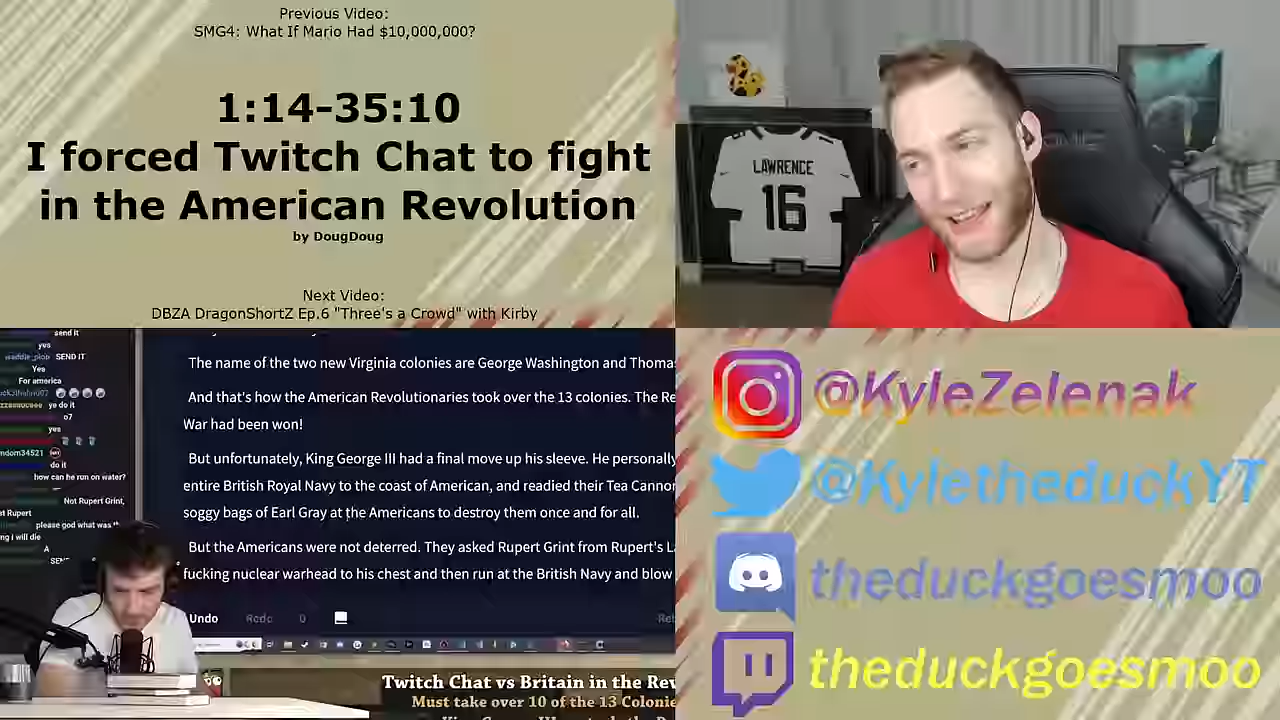 Previous Video:
SMG4: What If Mario Had $10,000,000?
1:14-35:10
I forced Twitch Chat to fight
in the American Revolution
by DougDoug
Next Video:
DBZA DragonShortZ Ep.6 "Three's a Crowd" with Kirby
LAWRENCE
16
send it
yes
waddle_plop SEND IT
Yes
For america
ye do it
o7
yes
mdom34521
do it
how can he run on water?
Not Rupert Grint,
Rupert
please god what was th
ng i will die
A
The name of the two new Virginia colonies are George Washington and Thomas
And that's how the American Revolutionaries took over the 13 colonies. The Re
War had been won!
But unfortunately, King George III had a final move up his sleeve. He personally
entire British Royal Navy to the coast of American, and readied their Tea Cannon
soggy bags of Earl Gray at the Americans to destroy them once and for all.
But the Americans were not deterred. They asked Rupert Grint from Rupert's La
fucking nuclear warhead to his chest and then run at the British Navy and blow
Undo
Redo
0
Ret
Twitch Chat vs Britain in the Rev
Must take over 10 of the 13 Colonie
@KyleZelenak
@KyletheduckYT
theduckgoesmoo
theduckgoesmoo